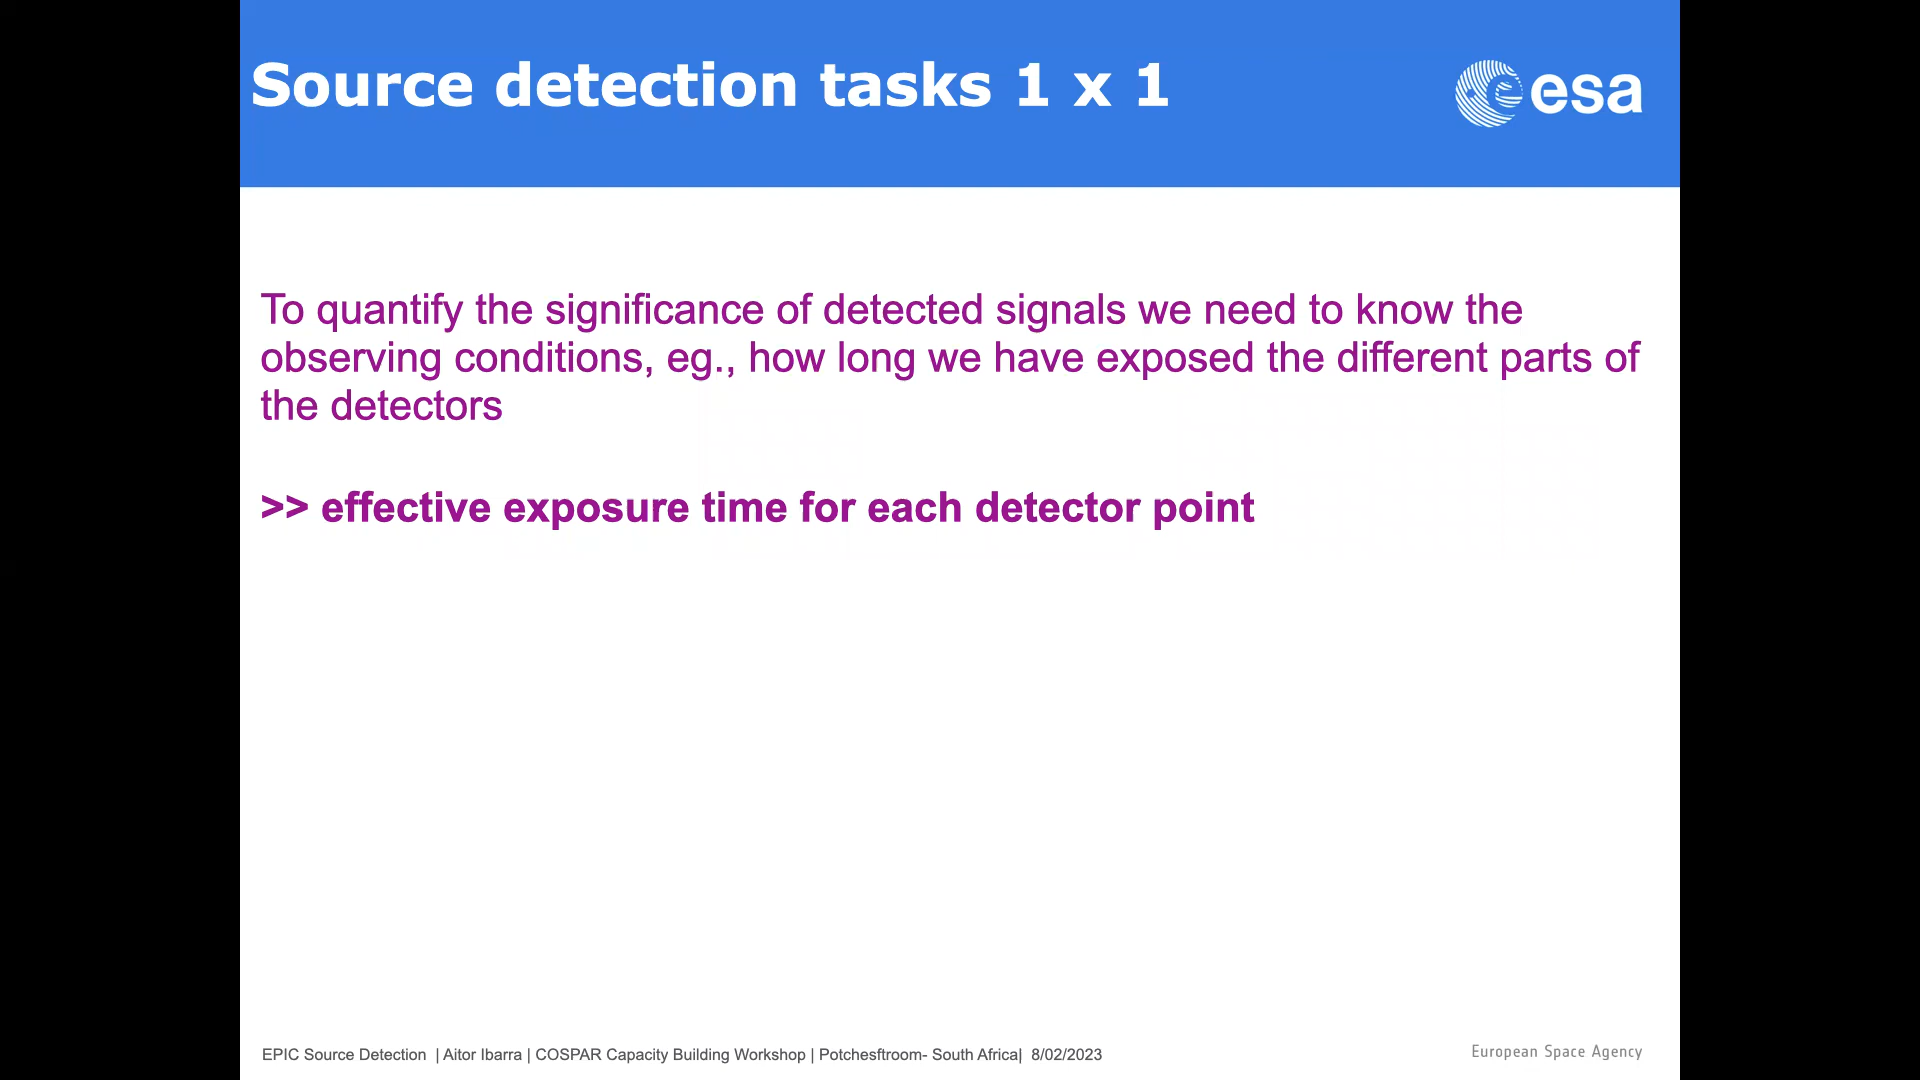 Source detection tasks 1 x 1
esa
To quantify the significance of detected signals we need to know the
observing conditions, eg., how long we have exposed the different parts of
the detectors
>> effective exposure time for each detector point
EPIC Source Detection | Aitor Ibarra | COSPAR Capacity Building Workshop | Potchesftroom- South Africa| 8/02/2023
European Space Agency